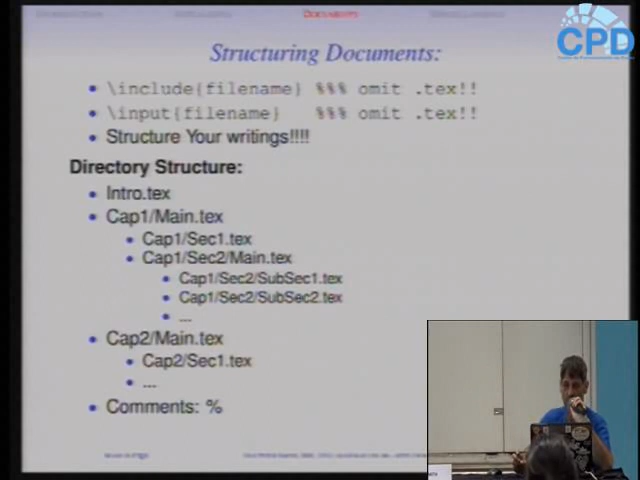 DOCUMENTS
CPD
Structuring Documents:
• \include{filename} %%% omit .tex!!
• \input{filename} %%% omit .tex!!
• Structure Your writings!!!!
Directory Structure:
• Intro.tex
• Cap1/Main.tex
• Cap1/Sec1.tex
• Cap1/Sec2/Main.tex
• Cap1/Sec2/SubSec1.tex
• Cap1/Sec2/SubSec2.tex
• ...
• Cap2/Main.tex
• Cap2/Sec1.tex
• ...
• Comments: %